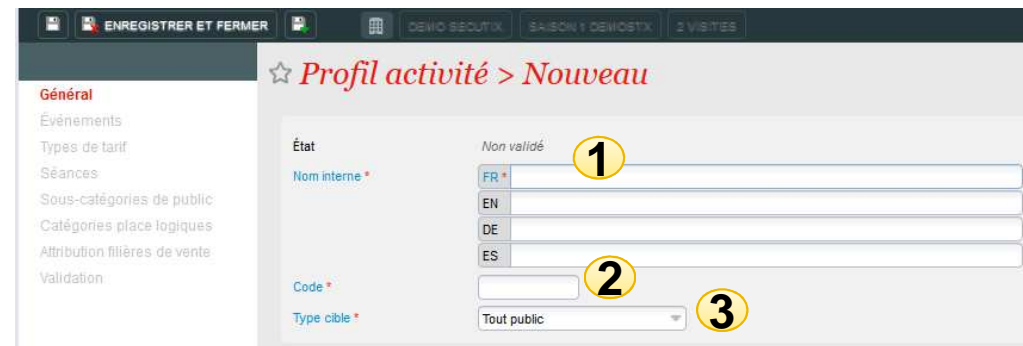 ENREGISTRER ET FERMER DEMO SECUTIX SAISON 1 DEMOSTX 2 VISITES
Profil activité > Nouveau
Général
Événements
Types de tarif
Séances
Sous-catégories de public
Catégories place logiques
Attribution filières de vente
Validation
État Non validé
1
Nom interne * FR *
EN
DE
ES
Code * 2
Type cible * Tout public 3